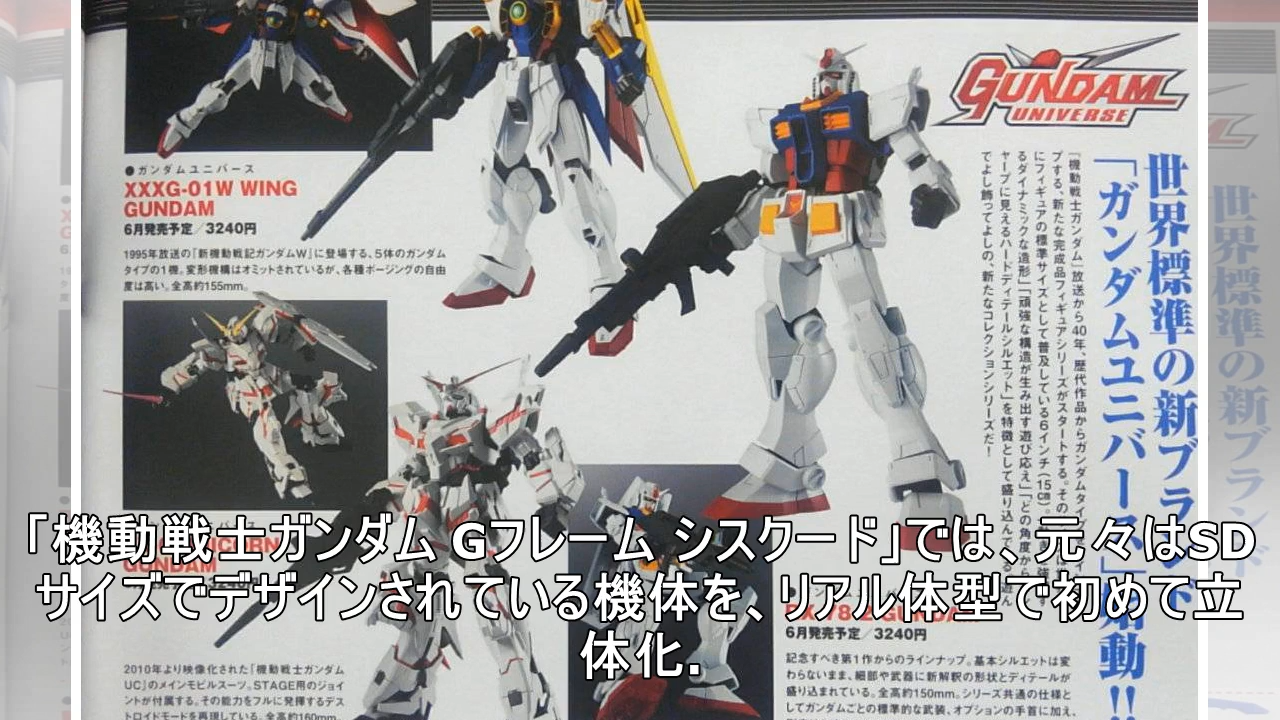 GUNDAM
UNIVERSE
世界標準の新ブランド
「ガンダムユニバース」始動!!
『機動戦士ガンダム』放送から40年、歴代作品からガンダムタイプを
プする、新たな完成品フィギュアシリーズがスタートする。その
にフィギュアの標準サイズとして普及している6インチ(15㎝)。
るダイナミックな造形」「頑強な構造が生み出す遊び応え」「どの角度か
ャープに見えるハードディテールシルエット」を特徴として盛り込んでいる。遊ん
でよし飾ってよしの、新たなコレクションシリーズだ!
●ガンダムユニバース
XXXG-01W WING
GUNDAM
6月発売予定/3240円
1995年放送の『新機動戦記ガンダムW』に登場する、5体のガンダム
タイプの1機。変形機構はオミットされているが、各種ポージングの自由
度は高い。全高約155mm。
「機動戦士ガンダム Gフレーム シスクード」では、元々はSD
サイズでデザインされている機体を、リアル体型で初めて立
体化.
GUNDAM
6月発売予定/3240円
2010年より映像化された『機動戦士ガンダム
UC』のメインモビルスーツ。STAGE用のジョイ
ントが付属する。その能力をフルに発揮するデス
トロイドモードを再現している。全高約160mm。
記念すべき第1作からのラインナップ。基本シルエットは変
わらないまま、細部や武器に新解釈の形状とディテールが
盛り込まれている。全高約150mm。シリーズ共通の仕様と
してガンダムごとの標準的な武装、オプションの手首に加え、